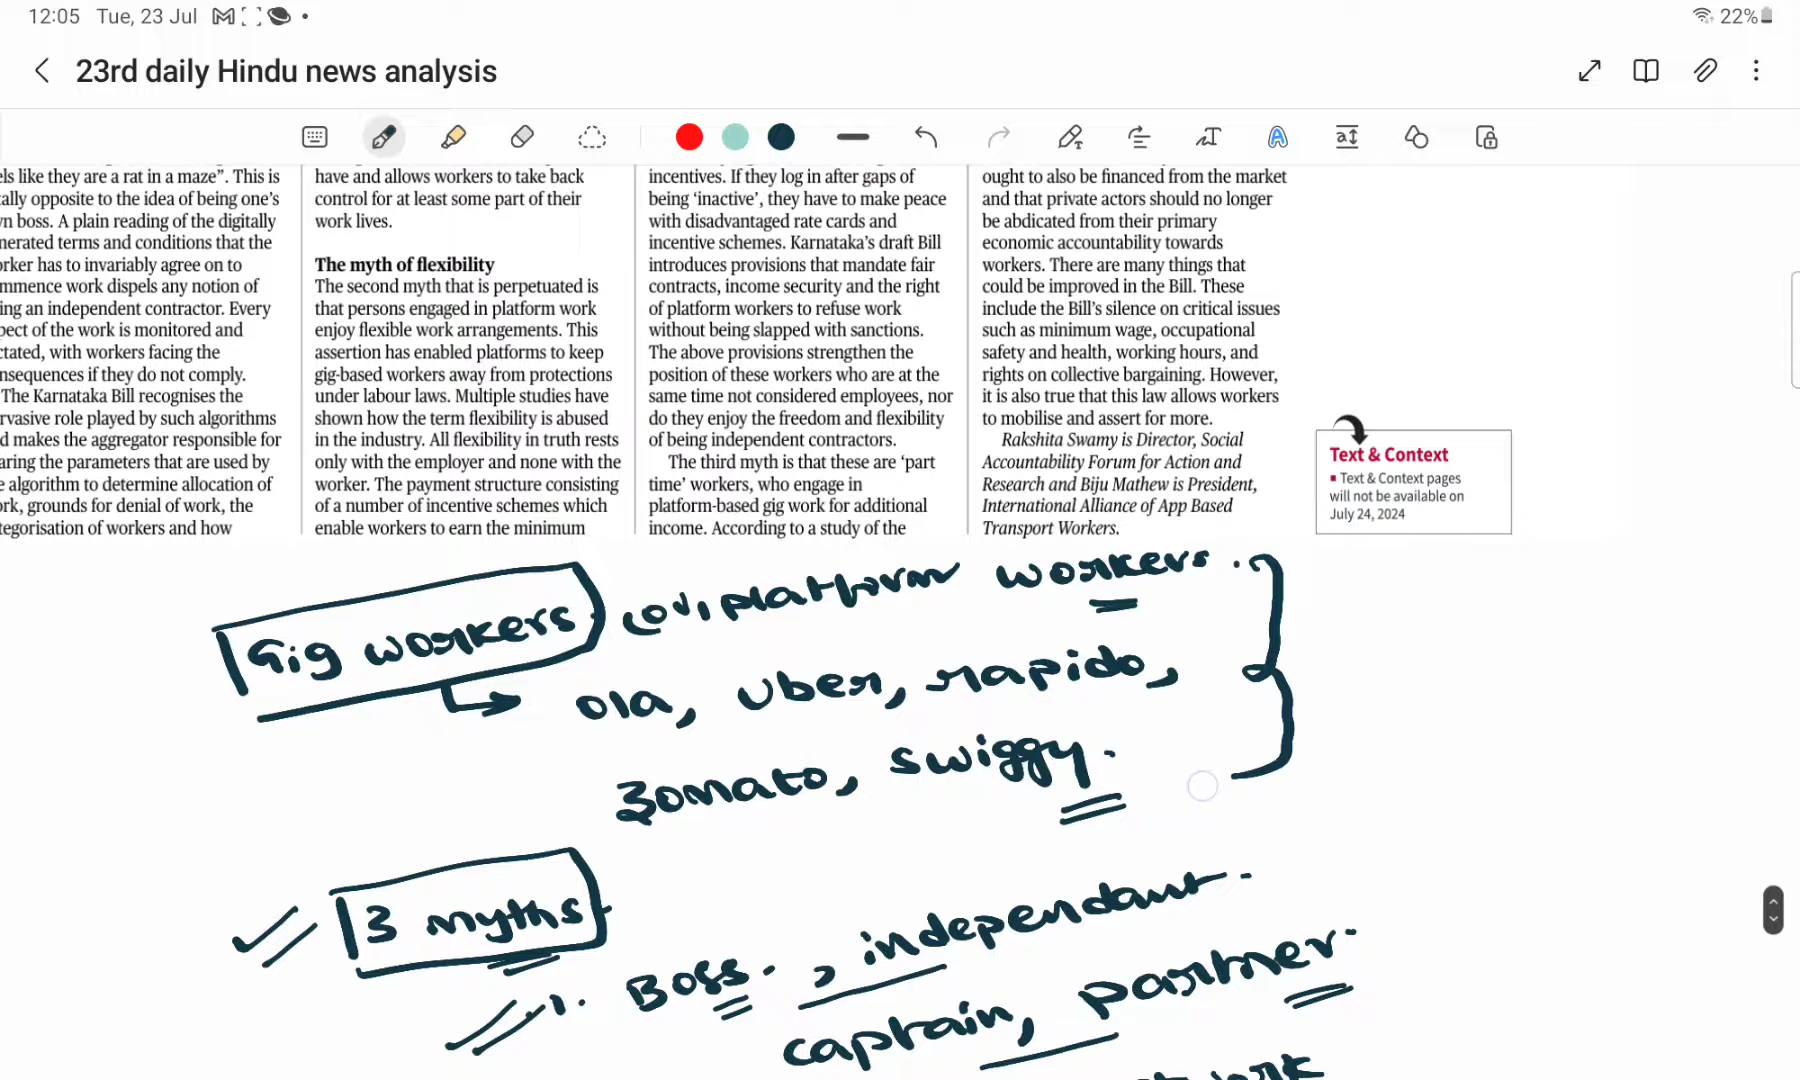 12:05 Tue, 23 Jul
22%
23rd daily Hindu news analysis
els like they are a rat in a maze”. This is
tally opposite to the idea of being one’s
vn boss. A plain reading of the digitally
nerated terms and conditions that the
orker has to invariably agree on to
mmence work dispels any notion of
ing an independent contractor. Every
pect of the work is monitored and
ctated, with workers facing the
nsequences if they do not comply.
The Karnataka Bill recognises the
rvasive role played by such algorithms
d makes the aggregator responsible for
aring the parameters that are used by
e algorithm to determine allocation of
ork, grounds for denial of work, the
tegorisation of workers and how
have and allows workers to take back
control for at least some part of their
work lives.
The myth of flexibility
The second myth that is perpetuated is
that persons engaged in platform work
enjoy flexible work arrangements. This
assertion has enabled platforms to keep
gig-based workers away from protections
under labour laws. Multiple studies have
shown how the term flexibility is abused
in the industry. All flexibility in truth rests
only with the employer and none with the
worker. The payment structure consisting
of a number of incentive schemes which
enable workers to earn the minimum
incentives. If they log in after gaps of
being ‘inactive’, they have to make peace
with disadvantaged rate cards and
incentive schemes. Karnataka’s draft Bill
introduces provisions that mandate fair
contracts, income security and the right
of platform workers to refuse work
without being slapped with sanctions.
The above provisions strengthen the
position of these workers who are at the
same time not considered employees, nor
do they enjoy the freedom and flexibility
of being independent contractors.
The third myth is that these are ‘part
time’ workers, who engage in
platform-based gig work for additional
income. According to a study of the
ought to also be financed from the market
and that private actors should no longer
be abdicated from their primary
economic accountability towards
workers. There are many things that
could be improved in the Bill. These
include the Bill’s silence on critical issues
such as minimum wage, occupational
safety and health, working hours, and
rights on collective bargaining. However,
it is also true that this law allows workers
to mobilise and assert for more.
Rakshita Swamy is Director, Social
Accountability Forum for Action and
Research and Biju Mathew is President,
International Alliance of App Based
Transport Workers.
Text & Context
Text & Context pages
will not be available on
July 24, 2024
Gig workers platform workers.
ola, uber, rapido,
zomato, swiggy.
3 myths
1. Boss. , independant.
captain, partner.